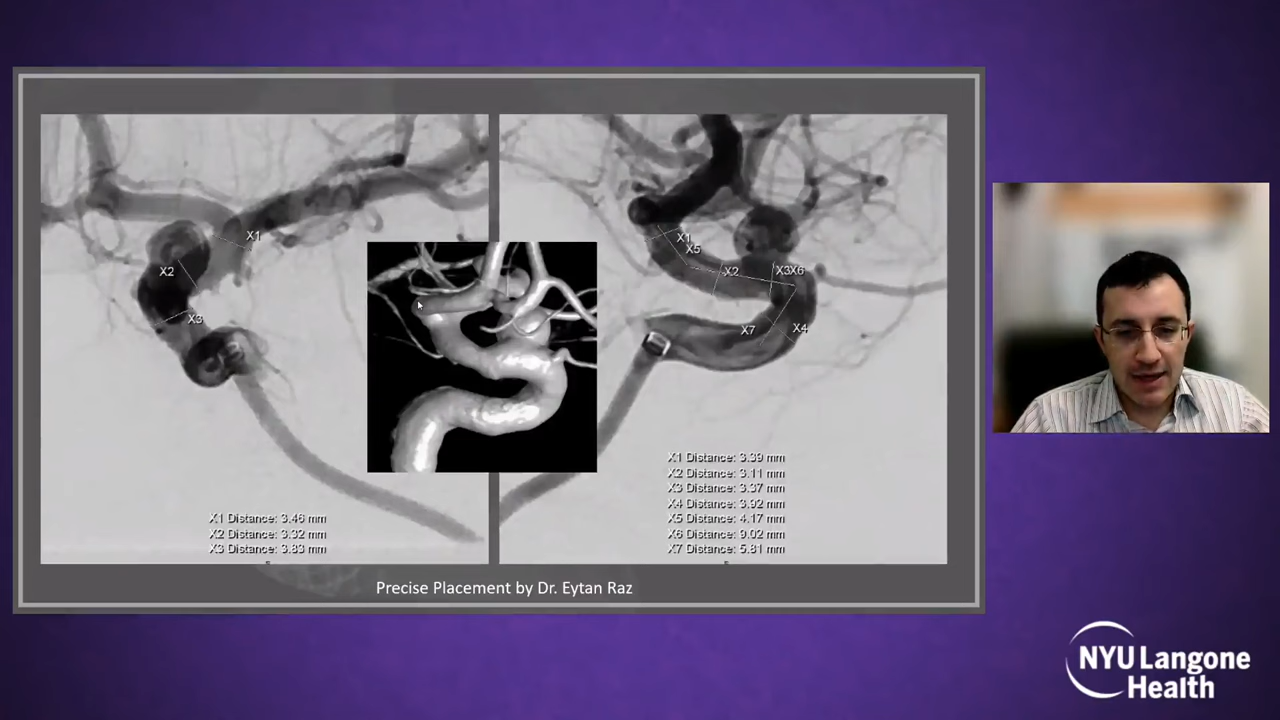 X1
X2
X3
X1
X5
X2
X3X6
X7
X4
X1 Distance: 3.46 mm
X2 Distance: 3.32 mm
X3 Distance: 3.83 mm
X1 Distance: 3.39 mm
X2 Distance: 3.11 mm
X3 Distance: 3.37 mm
X4 Distance: 3.92 mm
X5 Distance: 4.17 mm
X6 Distance: 9.02 mm
X7 Distance: 5.81 mm
Precise Placement by Dr. Eytan Raz
NYU Langone
Health